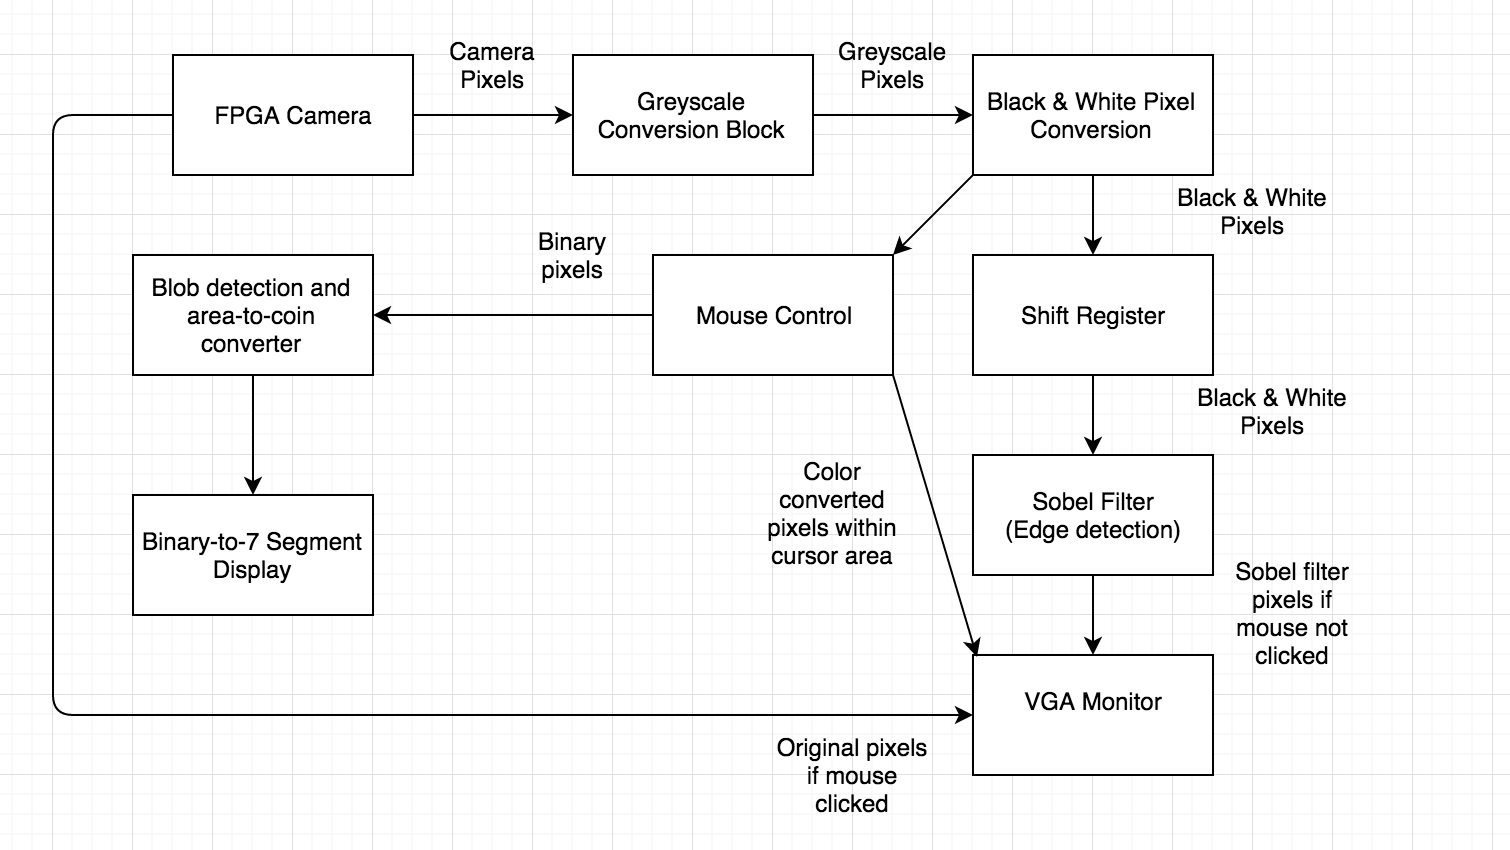 Camera
Pixels
Greyscale
Pixels
FPGA Camera
Greyscale
Conversion Block
Black & White Pixel
Conversion
Black & White
Pixels
Binary
pixels
Blob detection and
area-to-coin
converter
Mouse Control
Shift Register
Black & White
Pixels
Color
converted
pixels within
cursor area
Sobel Filter
(Edge detection)
Binary-to-7 Segment
Display
Sobel filter
pixels if
mouse not
clicked
VGA Monitor
Original pixels
if mouse
clicked